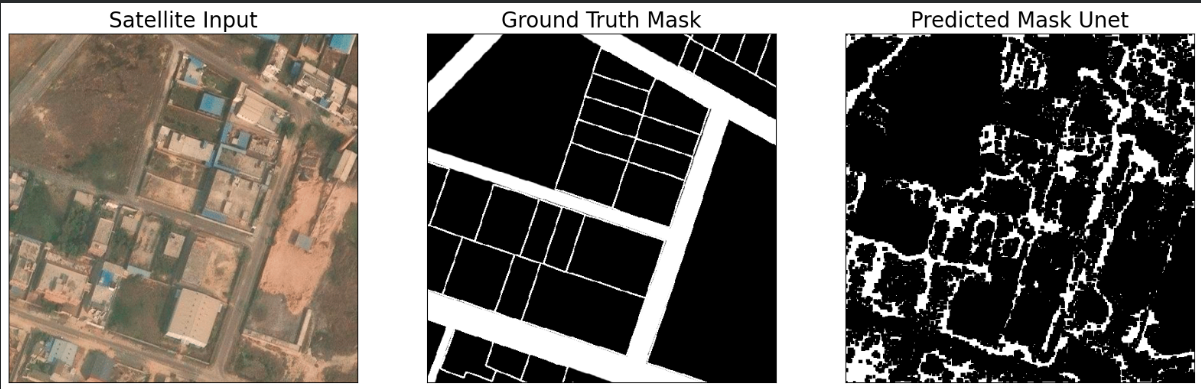 Satellite Input
Ground Truth Mask
Predicted Mask Unet